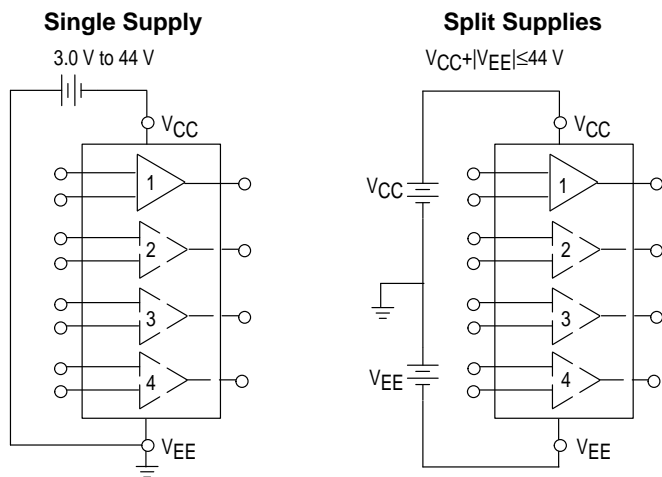 Single Supply
3.0 V to 44 V
VCC
1
2
3
4
VEE
Split Supplies
VCC+|VEE|≤44 V
VCC
VCC
1
2
3
VEE
4
VEE